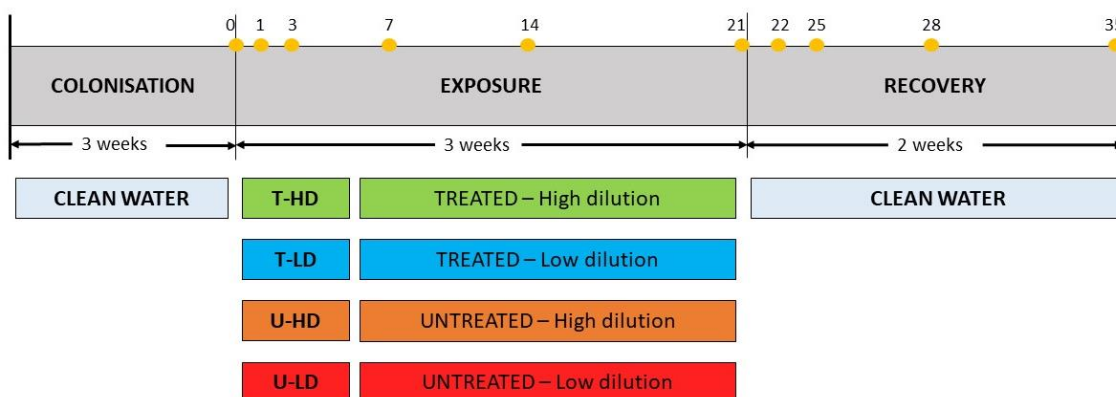 0 1 3 7 14 21 22 25 28 35
COLONISATION EXPOSURE RECOVERY
3 weeks 3 weeks 2 weeks
CLEAN WATER T-HD TREATED – High dilution CLEAN WATER
T-LD TREATED – Low dilution
U-HD UNTREATED – High dilution
U-LD UNTREATED – Low dilution